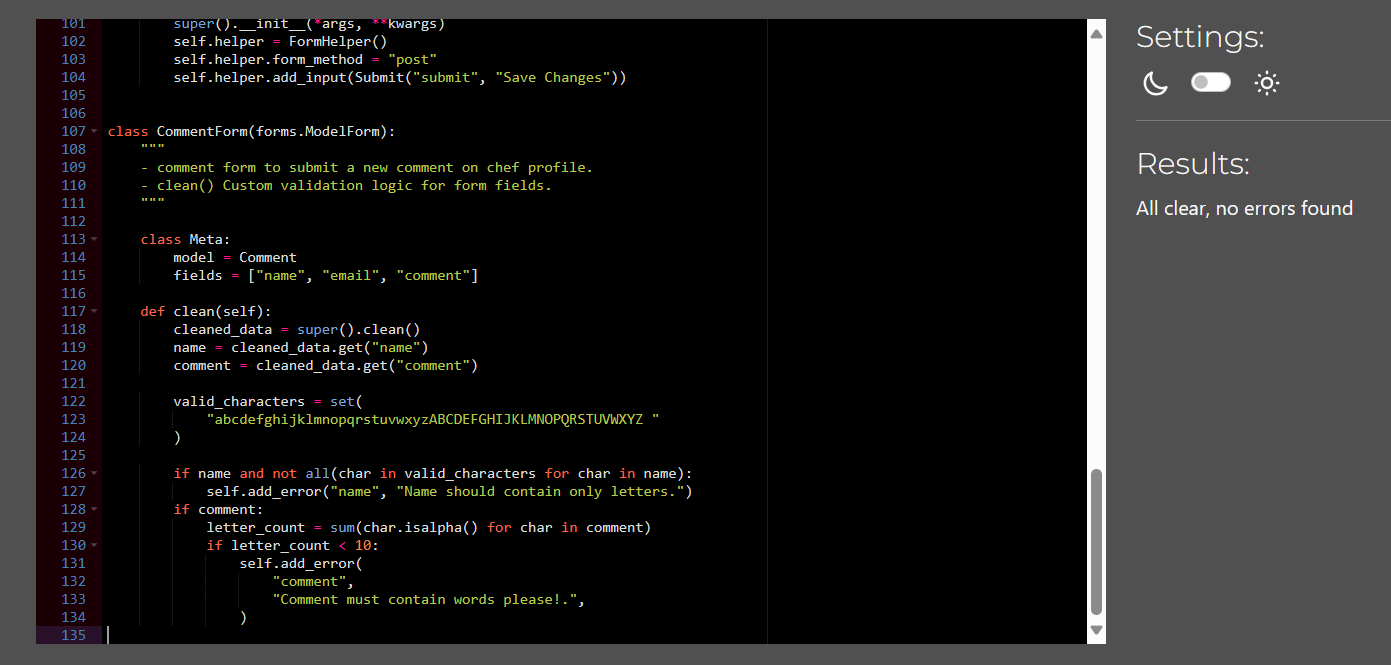 101         super().__init__(*args, **kwargs)
102         self.helper = FormHelper()
103         self.helper.form_method = "post"
104         self.helper.add_input(Submit("submit", "Save Changes"))
105
106
107 class CommentForm(forms.ModelForm):
108     """
109     - comment form to submit a new comment on chef profile.
110     - clean() Custom validation logic for form fields.
111     """
112
113     class Meta:
114         model = Comment
115         fields = ["name", "email", "comment"]
116
117     def clean(self):
118         cleaned_data = super().clean()
119         name = cleaned_data.get("name")
120         comment = cleaned_data.get("comment")
121
122         valid_characters = set(
123             "abcdefghijklmnopqrstuvwxyzABCDEFGHIJKLMNOPQRSTUVWXYZ "
124         )
125
126         if name and not all(char in valid_characters for char in name):
127             self.add_error("name", "Name should contain only letters.")
128         if comment:
129             letter_count = sum(char.isalpha() for char in comment)
130             if letter_count < 10:
131                 self.add_error(
132                     "comment",
133                     "Comment must contain words please!.",
134                 )
135
Settings:
Results:
All clear, no errors found